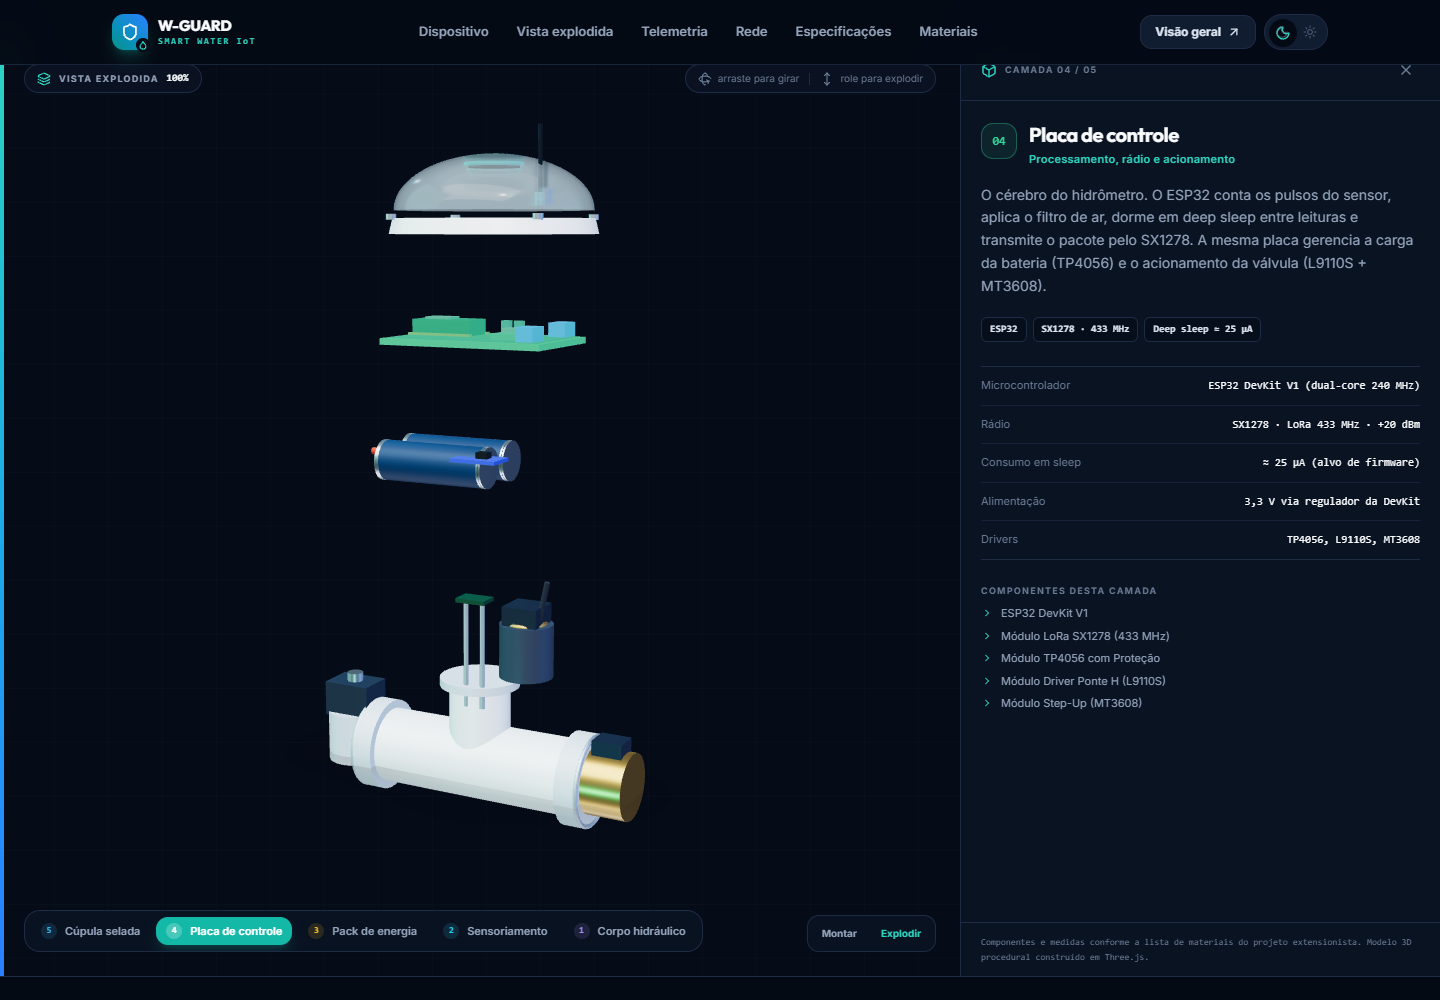 W-GUARD
SMART WATER IoT
Dispositivo
Vista explodida
Telemetria
Rede
Especificações
Materiais
Visão geral
VISTA EXPLODIDA 100%
arraste para girar
role para explodir
CAMADA 04 / 05
04
Placa de controle
Processamento, rádio e acionamento
O cérebro do hidrômetro. O ESP32 conta os pulsos do sensor,
aplica o filtro de ar, dorme em deep sleep entre leituras e
transmite o pacote pelo SX1278. A mesma placa gerencia a carga
da bateria (TP4056) e o acionamento da válvula (L9110S +
MT3608).
ESP32
SX1278 · 433 MHz
Deep sleep ≈ 25 µA
Microcontrolador
ESP32 DevKit V1 (dual-core 240 MHz)
Rádio
SX1278 · LoRa 433 MHz · +20 dBm
Consumo em sleep
≈ 25 µA (alvo de firmware)
Alimentação
3,3 V via regulador da DevKit
Drivers
TP4056, L9110S, MT3608
COMPONENTES DESTA CAMADA
ESP32 DevKit V1
Módulo LoRa SX1278 (433 MHz)
Módulo TP4056 com Proteção
Módulo Driver Ponte H (L9110S)
Módulo Step-Up (MT3608)
5 Cúpula selada
4 Placa de controle
3 Pack de energia
2 Sensoriamento
1 Corpo hidráulico
Montar
Explodir
Componentes e medidas conforme a lista de materiais do projeto extensionista. Modelo 3D
procedural construído em Three.js.